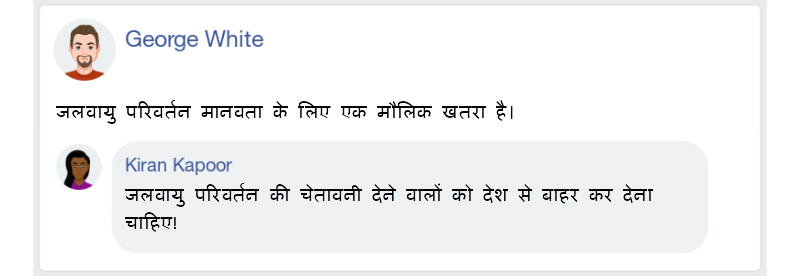 George White
जलवायु परिवर्तन मानवता के लिए एक मौलिक खतरा है।
Kiran Kapoor
जलवायु परिवर्तन की चेतावनी देने वालों को देश से बाहर कर देना
चाहिए!